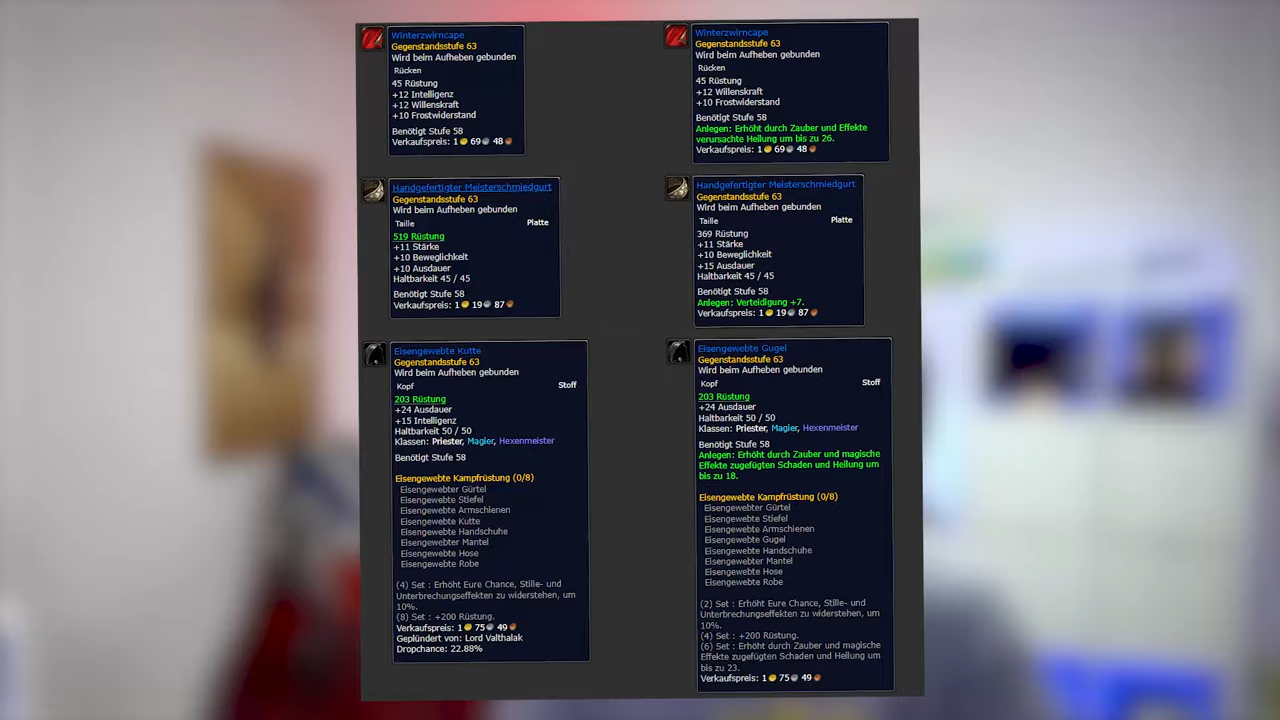 Winterzwirncape
Gegenstandsstufe 63
Wird beim Aufheben gebunden
Rücken
45 Rüstung
+12 Intelligenz
+12 Willenskraft
+10 Frostwiderstand
Benötigt Stufe 58
Verkaufspreis: 1 69 48
Winterzwirncape
Gegenstandsstufe 63
Wird beim Aufheben gebunden
Rücken
45 Rüstung
+12 Willenskraft
+10 Frostwiderstand
Benötigt Stufe 58
Anlegen: Erhöht durch Zauber und Effekte
verursachte Heilung um bis zu 26.
Verkaufspreis: 1 69 48
Handgefertigter Meisterschmiedgurt
Gegenstandsstufe 63
Wird beim Aufheben gebunden
Taille Platte
519 Rüstung
+11 Stärke
+10 Beweglichkeit
+10 Ausdauer
Haltbarkeit 45 / 45
Benötigt Stufe 58
Verkaufspreis: 1 19 87
Handgefertigter Meisterschmiedgurt
Gegenstandsstufe 63
Wird beim Aufheben gebunden
Taille Platte
369 Rüstung
+11 Stärke
+10 Beweglichkeit
+15 Ausdauer
Haltbarkeit 45 / 45
Benötigt Stufe 58
Anlegen: Verteidigung +7.
Verkaufspreis: 1 19 87
Eisengewebte Kutte
Gegenstandsstufe 63
Wird beim Aufheben gebunden
Kopf Stoff
203 Rüstung
+24 Ausdauer
+15 Intelligenz
Haltbarkeit 50 / 50
Klassen: Priester, Magier, Hexenmeister
Benötigt Stufe 58
Eisengewebte Kampfrüstung (0/8)
Eisengewebter Gürtel
Eisengewebte Stiefel
Eisengewebte Armschienen
Eisengewebte Kutte
Eisengewebte Handschuhe
Eisengewebter Mantel
Eisengewebte Hose
Eisengewebte Robe
(4) Set : Erhöht Eure Chance, Stille- und
Unterbrechungseffekten zu widerstehen, um
10%.
(8) Set : +200 Rüstung.
Verkaufspreis: 1 75 49
Geplündert von: Lord Valthalak
Dropchance: 22.88%
Eisengewebte Gugel
Gegenstandsstufe 63
Wird beim Aufheben gebunden
Kopf Stoff
203 Rüstung
+24 Ausdauer
Haltbarkeit 50 / 50
Klassen: Priester, Magier, Hexenmeister
Benötigt Stufe 58
Anlegen: Erhöht durch Zauber und magische
Effekte zugefügten Schaden und Heilung um
bis zu 18.
Eisengewebte Kampfrüstung (0/8)
Eisengewebter Gürtel
Eisengewebte Stiefel
Eisengewebte Armschienen
Eisengewebte Gugel
Eisengewebte Handschuhe
Eisengewebter Mantel
Eisengewebte Hose
Eisengewebte Robe
(2) Set : Erhöht Eure Chance, Stille- und
Unterbrechungseffekten zu widerstehen, um
10%.
(4) Set : +200 Rüstung.
(6) Set : Erhöht durch Zauber und magische
Effekte zugefügten Schaden und Heilung um
bis zu 23.
Verkaufspreis: 1 75 49